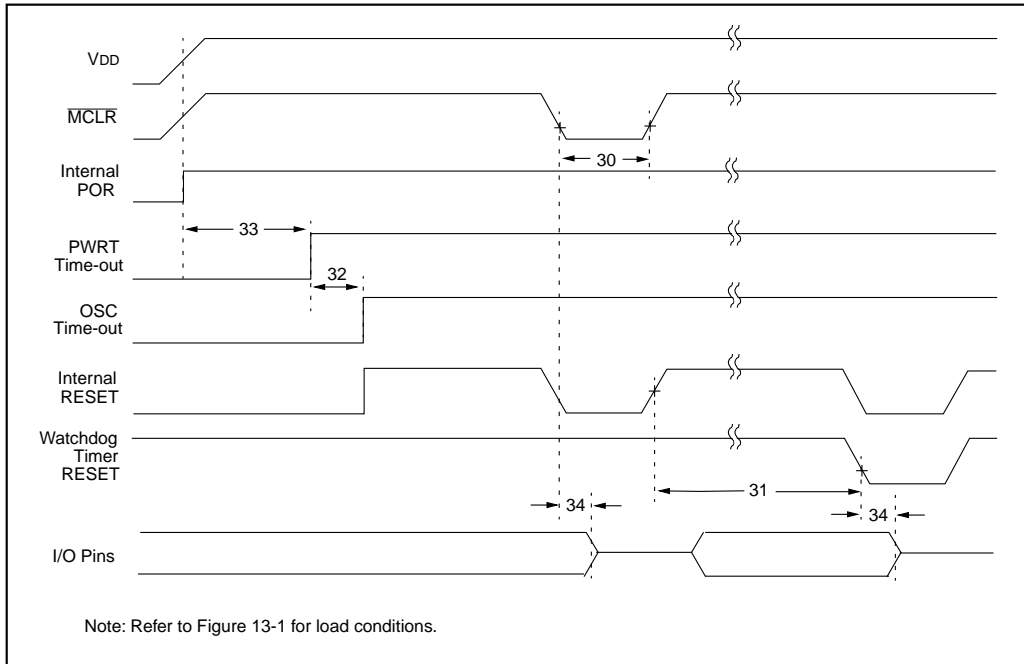 VDD
MCLR
30
Internal
POR
33
PWRT
Time-out
32
OSC
Time-out
Internal
RESET
Watchdog
Timer
RESET
31
34
34
I/O Pins
Note: Refer to Figure 13-1 for load conditions.